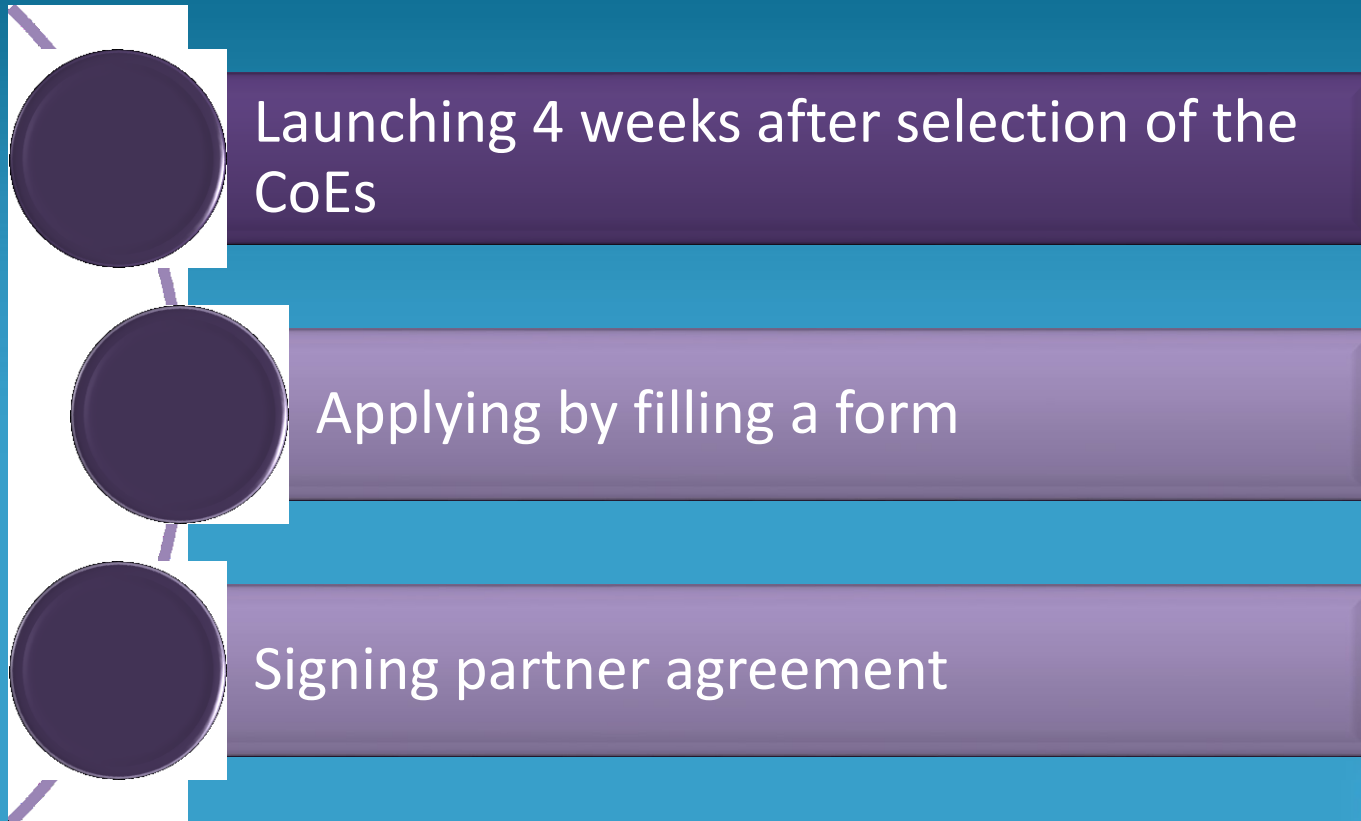 Launching 4 weeks after selection of the
CoEs
Applying by filling a form
Signing partner agreement